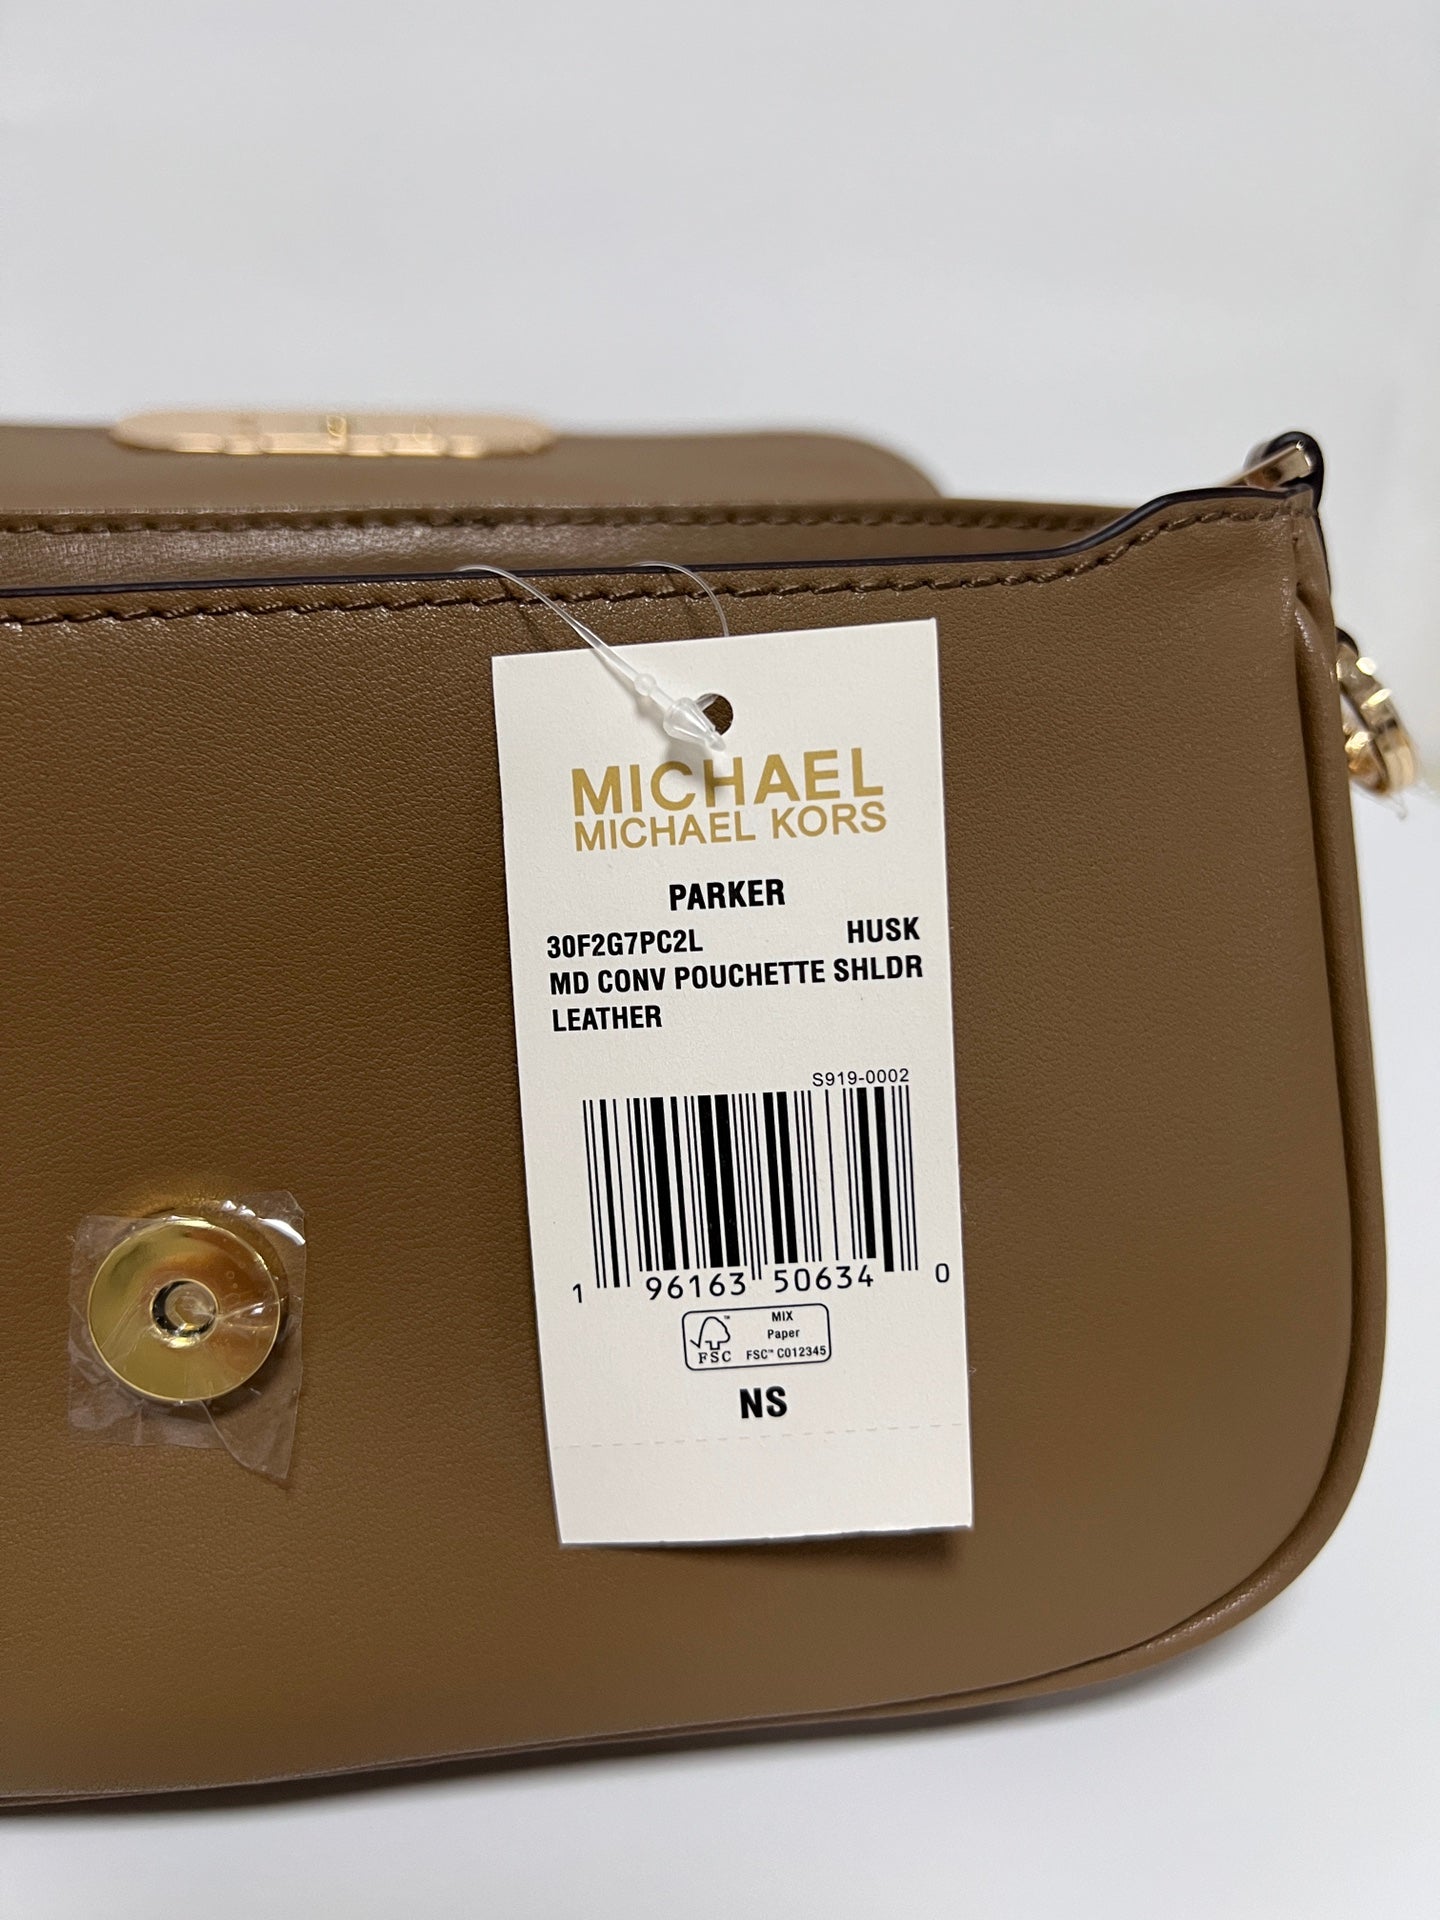 MICHAEL
MICHAEL KORS
PARKER
30F2G7PC2L HUSK
MD CONV POUCHETTE SHLDR
LEATHER
S919-0002
1 96163 50634 0
FSC™
MIX
Paper
FSC™ C012345
NS